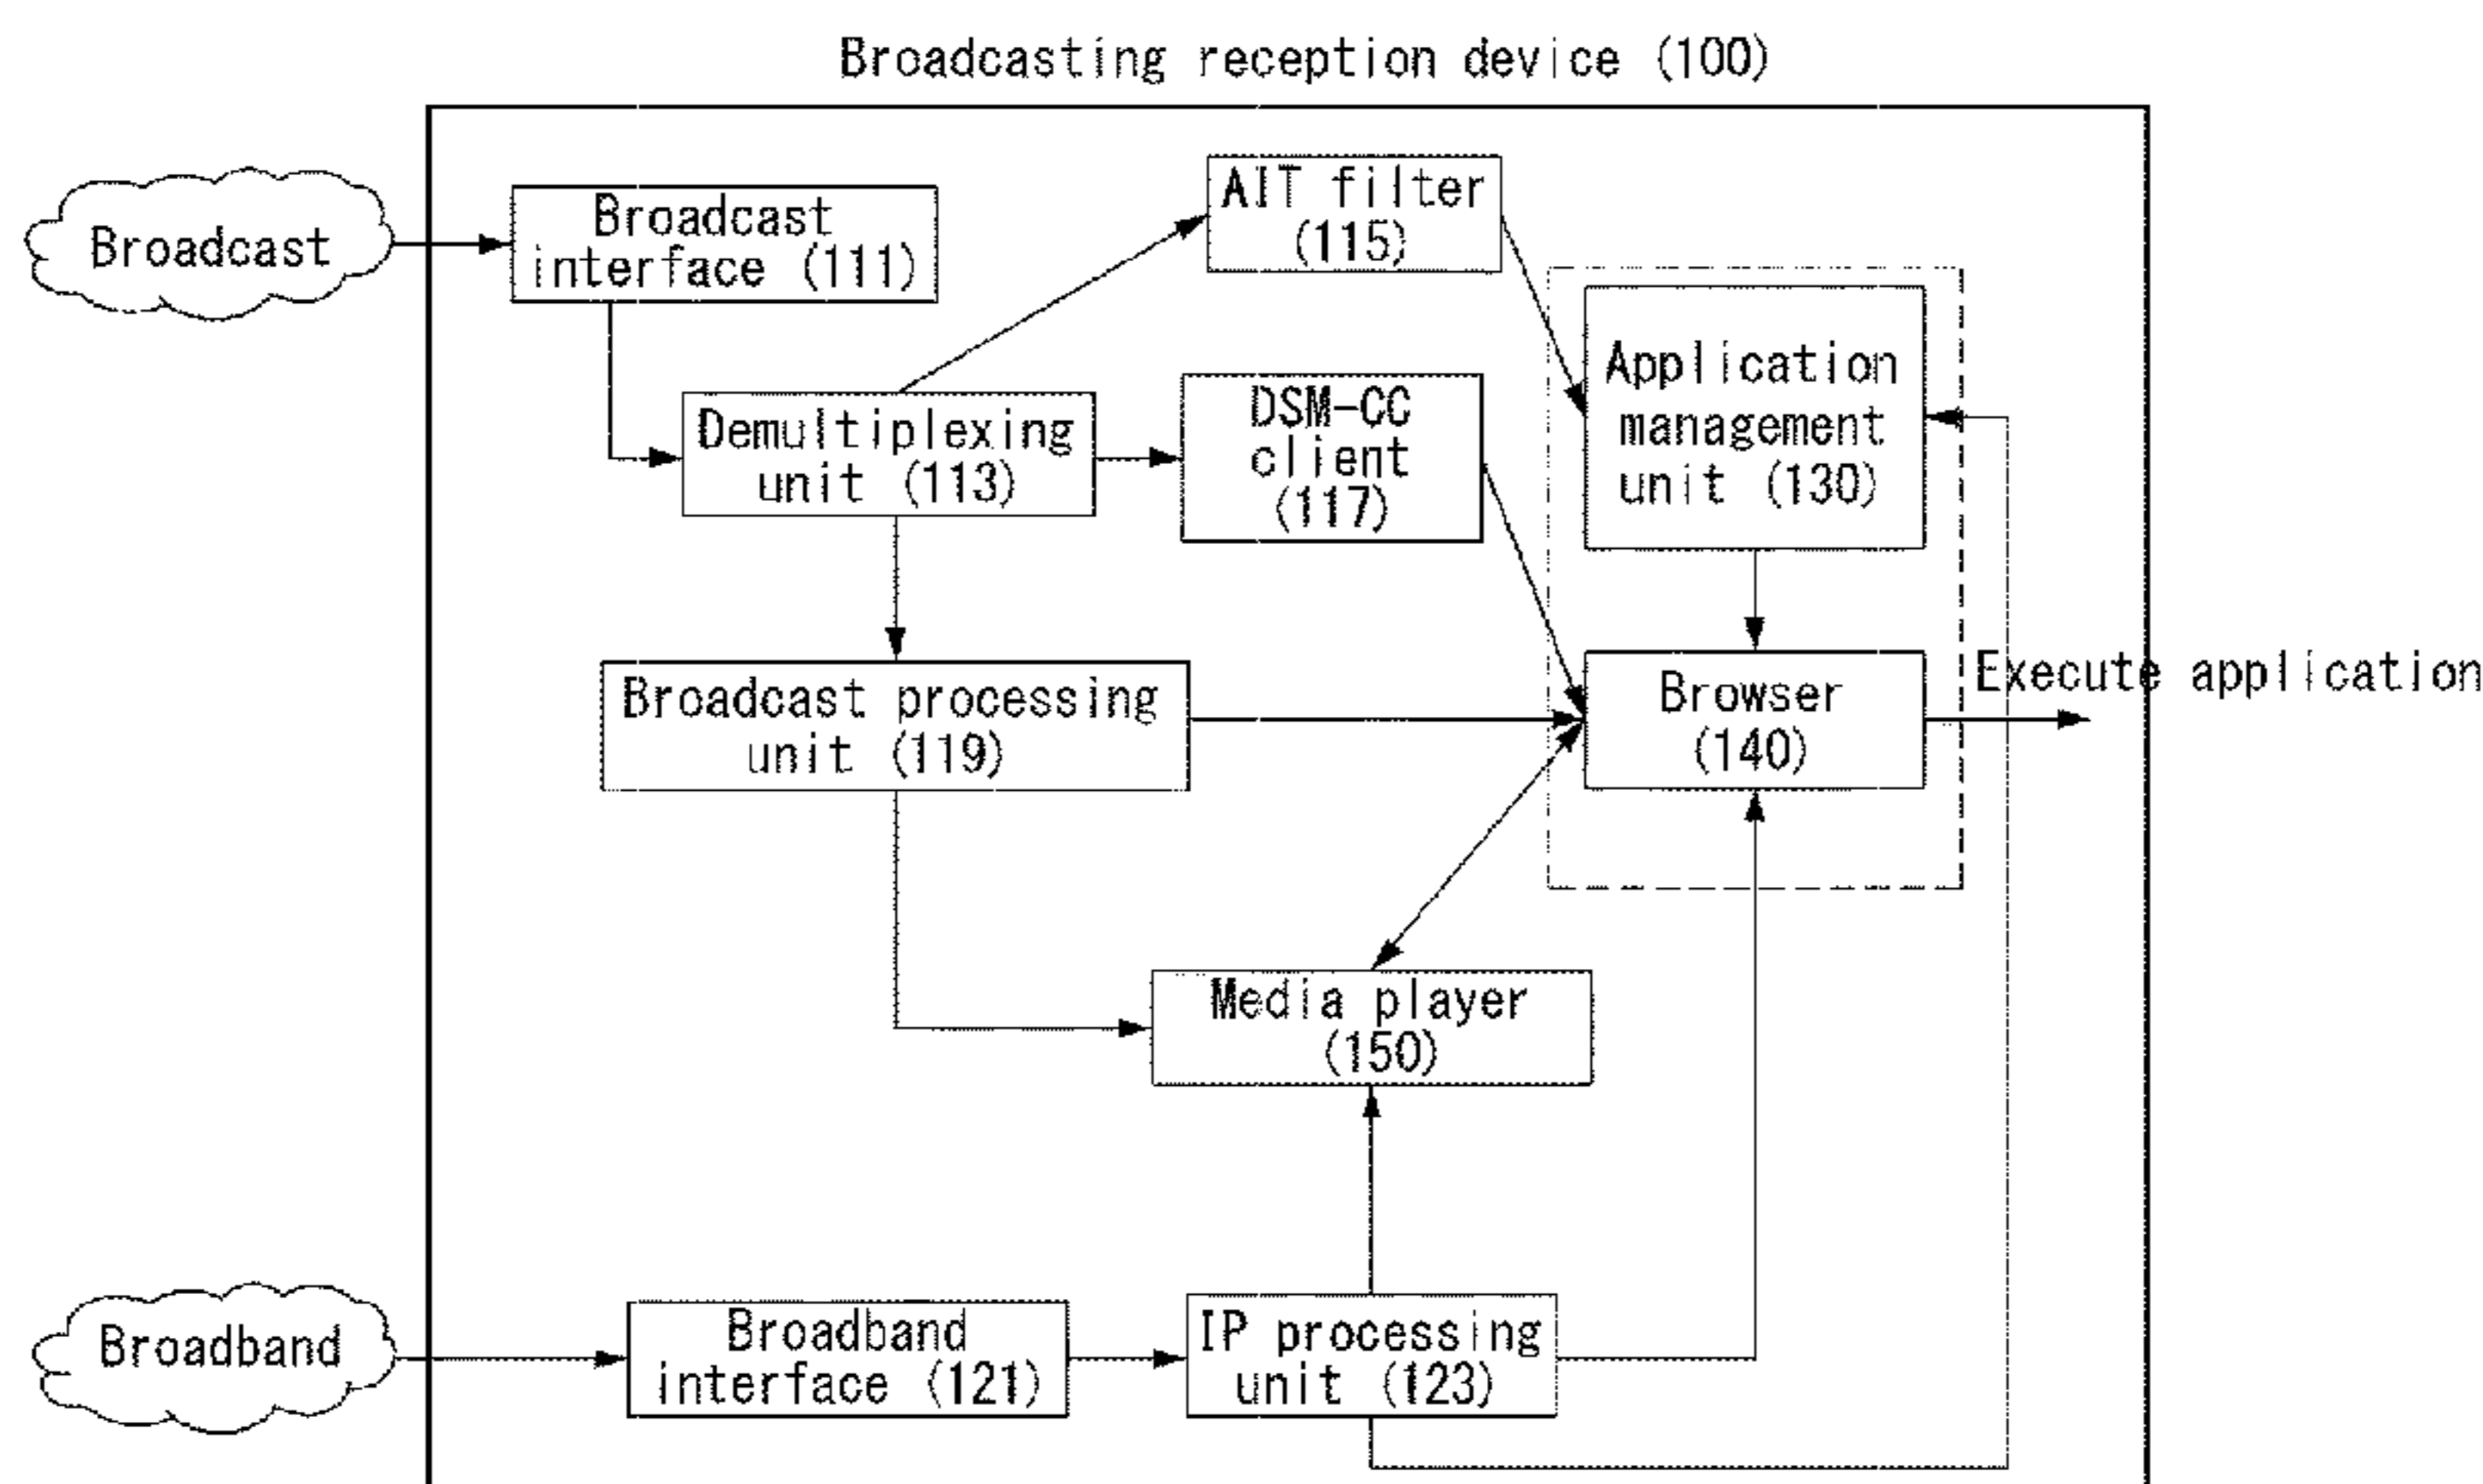 Broadcasting reception device (100)
Broadcast
Broadcast
interface (111)
AIT filter
(115)
Demultiplexing
unit (113)
DSM-CC
client
(117)
Application
management
unit (130)
Broadcast processing
unit (119)
Browser
(140)
Execute application
Media player
(150)
Broadband
Broadband
interface (121)
IP processing
unit (123)